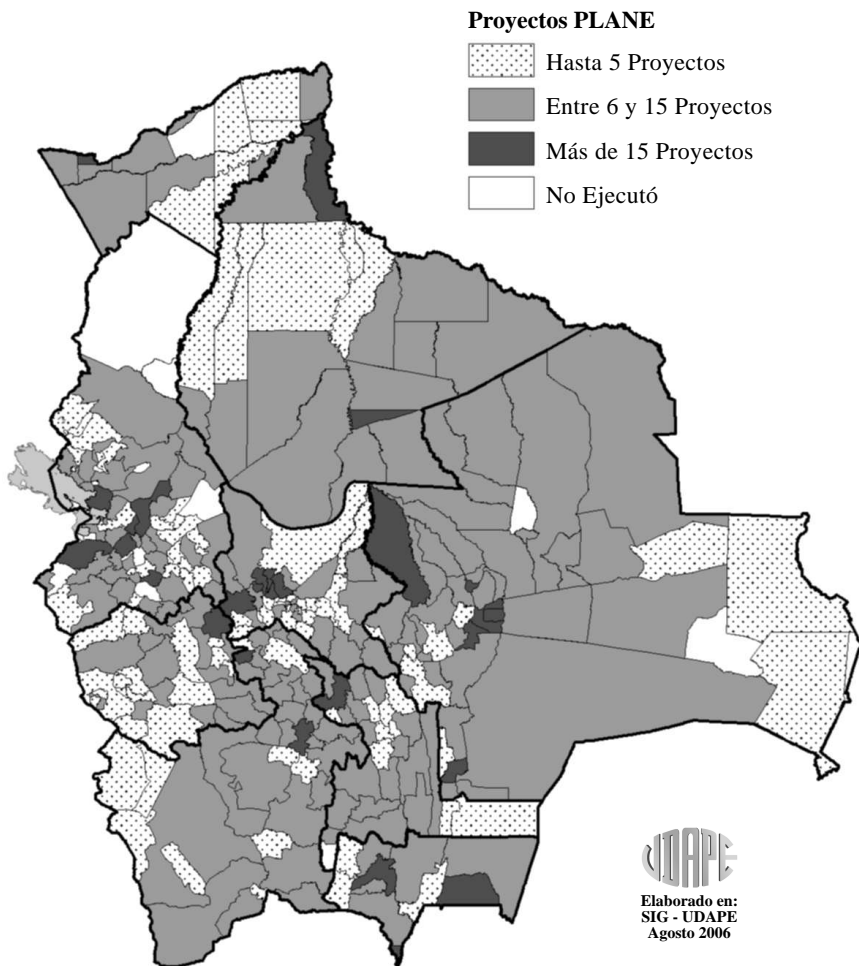 Proyectos PLANE
Hasta 5 Proyectos
Entre 6 y 15 Proyectos
Más de 15 Proyectos
No Ejecutó
UDAPE
Elaborado en:
SIG - UDAPE
Agosto 2006